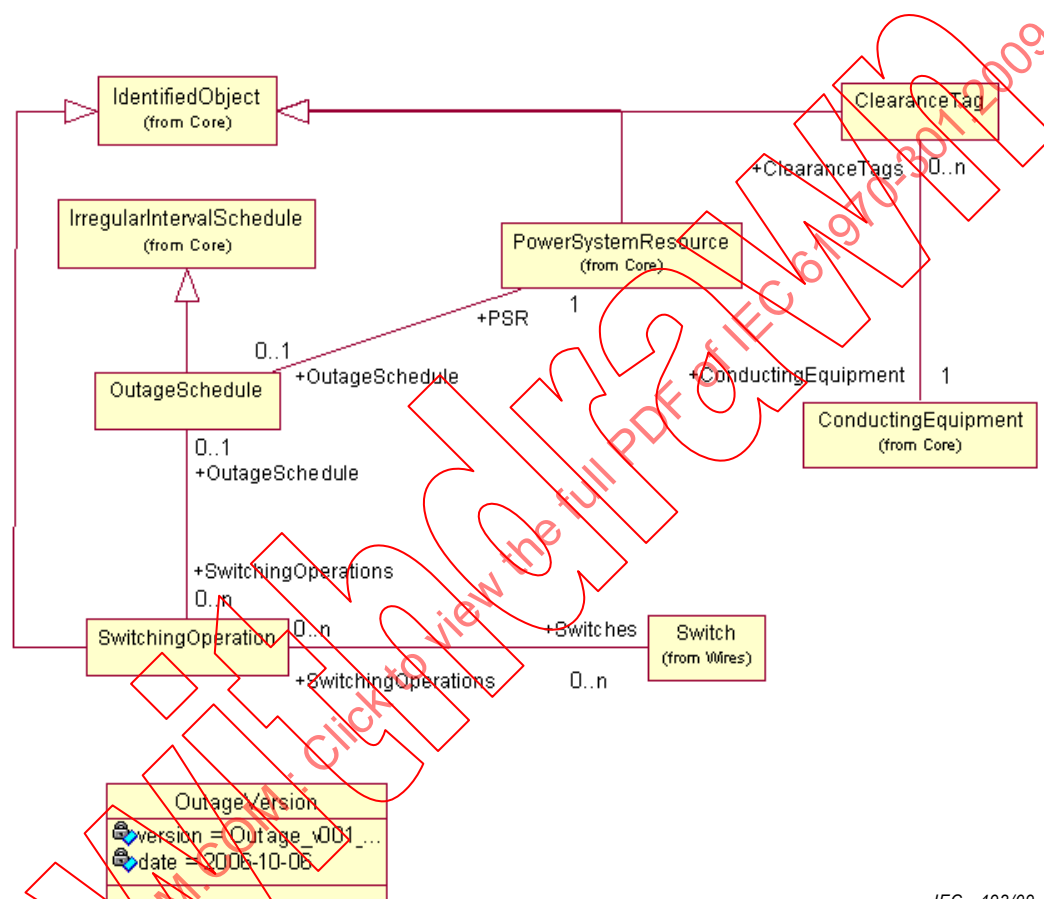 IdentifiedObject
(from Core)
ClearanceTag
+ClearanceTags 0..n
IrregularIntervalSchedule
(from Core)
PowerSystemResource
(from Core)
+PSR 1
0..1
+OutageSchedule
OutageSchedule
+ConductingEquipment 1
ConductingEquipment
(from Core)
0..1
+OutageSchedule
+SwitchingOperations
0..n
SwitchingOperation
0..n
+Switches
Switch
(from Wires)
+SwitchingOperations 0..n
OutageVersion
version = Outage_v001_...
date = 2006-10-06
M.COM : Click to view the full PDF of IEC 61970-301:2009
withdrawn